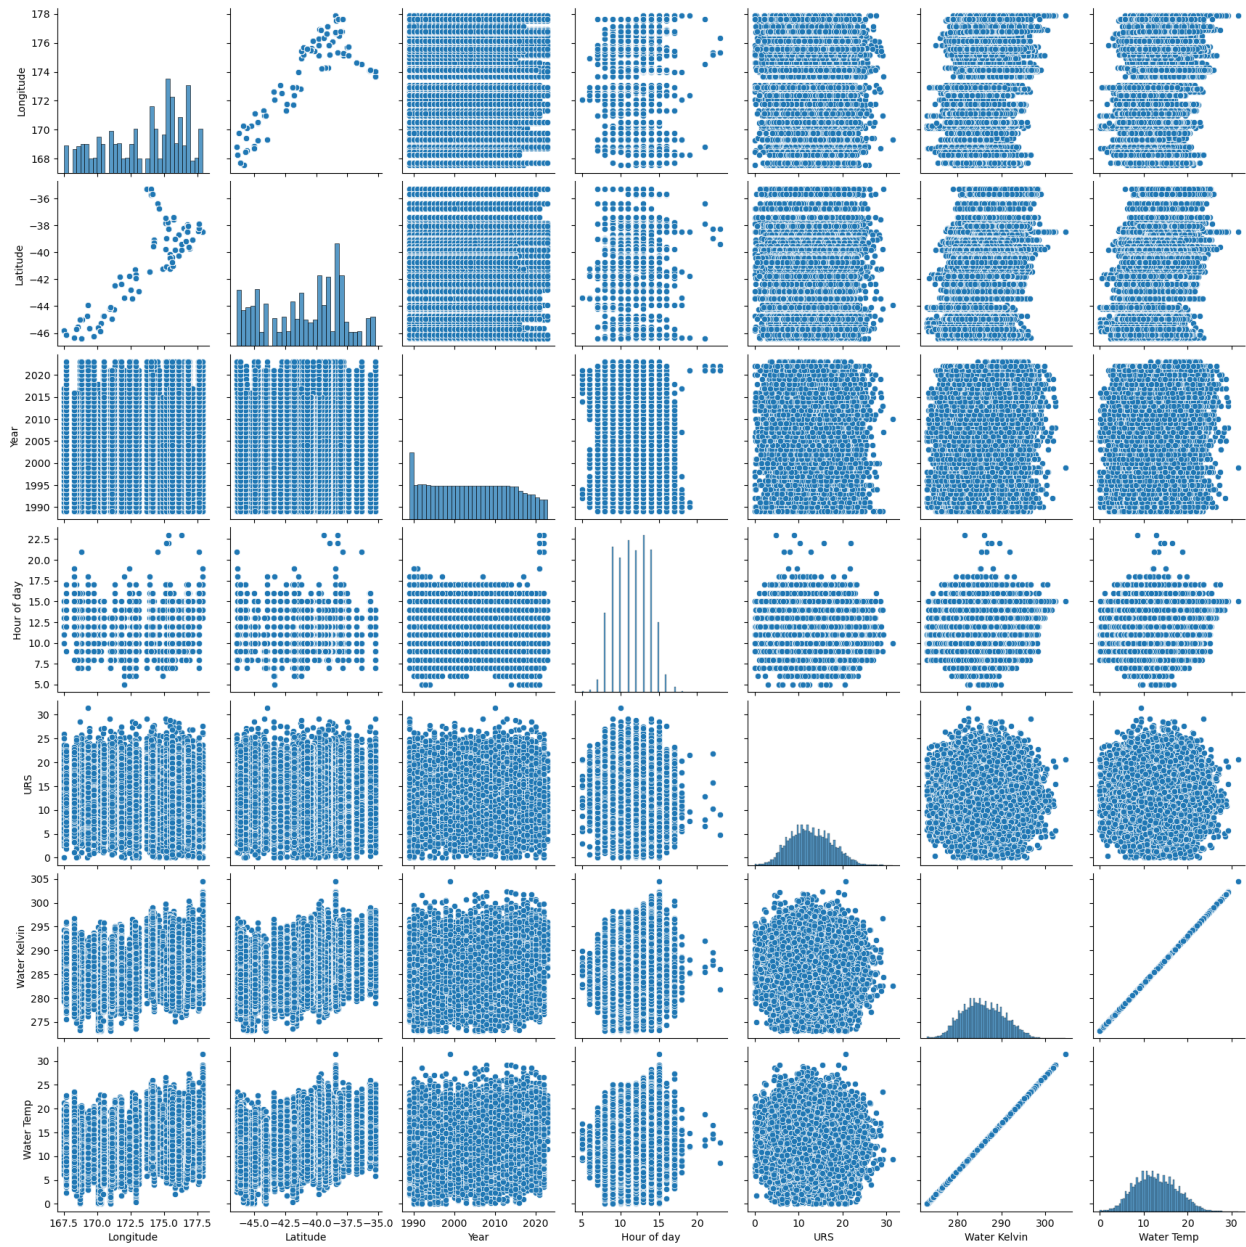 178
176
174
172
170
168
Longitude
−36
−38
−40
−42
−44
−46
Latitude
2020
2015
2010
2005
2000
1995
1990
Year
22.5
20.0
17.5
15.0
12.5
10.0
7.5
5.0
Hour of day
30
25
20
15
10
5
0
URS
305
300
295
290
285
280
275
Water Kelvin
30
25
20
15
10
5
0
Water Temp
167.5 170.0 172.5 175.0 177.5
Longitude
−45.0 −42.5 −40.0 −37.5 −35.0
Latitude
1990 2000 2010 2020
Year
5 10 15 20
Hour of day
0 10 20 30
URS
280 290 300
Water Kelvin
0 10 20 30
Water Temp